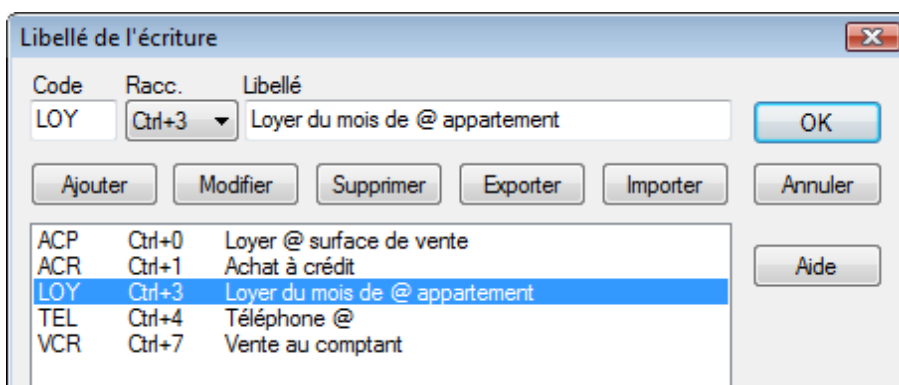 Libellé de l'écriture
Code Racc. Libellé
LOY Ctrl+3 Loyer du mois de @ appartement OK
Ajouter Modifier Supprimer Exporter Importer Annuler
ACP Ctrl+0 Loyer @ surface de vente
ACR Ctrl+1 Achat à crédit Aide
LOY Ctrl+3 Loyer du mois de @ appartement
TEL Ctrl+4 Téléphone @
VCR Ctrl+7 Vente au comptant